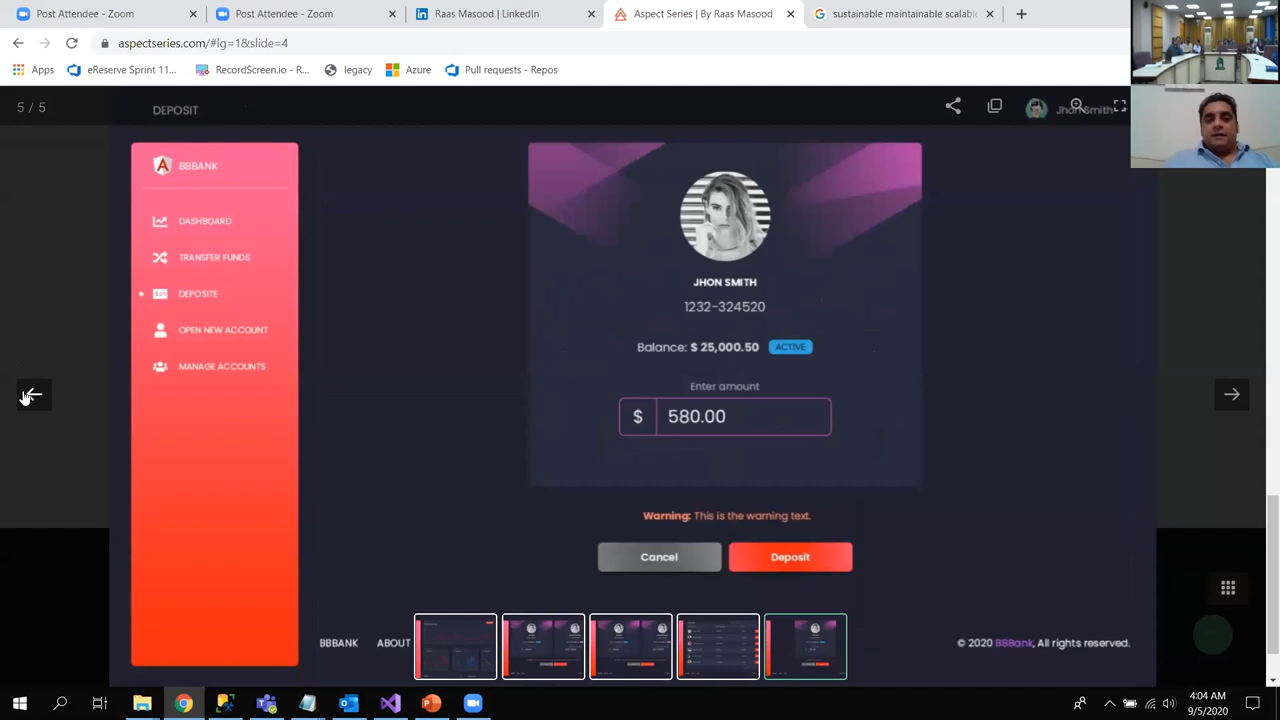 Post Attendee - Zoom
Post Attendee - Zoom
Raas Masood | LinkedIn
Aspect Series | By Raas Masood
sustainable maintainable scalabl
aspectseries.com/#lg=1&slide=4
Apps
eReserve Sprint 11...
RecordScreen.io - R...
legacy
Azure
Pull requests - Repos
5 / 5
DEPOSIT
Jhon Smith
BBBANK
DASHBOARD
TRANSFER FUNDS
DEPOSITE
OPEN NEW ACCOUNT
MANAGE ACCOUNTS
JHON SMITH
1232-324520
Balance: $ 25,000.50 ACTIVE
Enter amount
$ 580.00
Warning: This is the warning text.
Cancel
Deposit
BBBANK
ABOUT
© 2020 BBBank, All rights reserved.
4:04 AM
9/5/2020